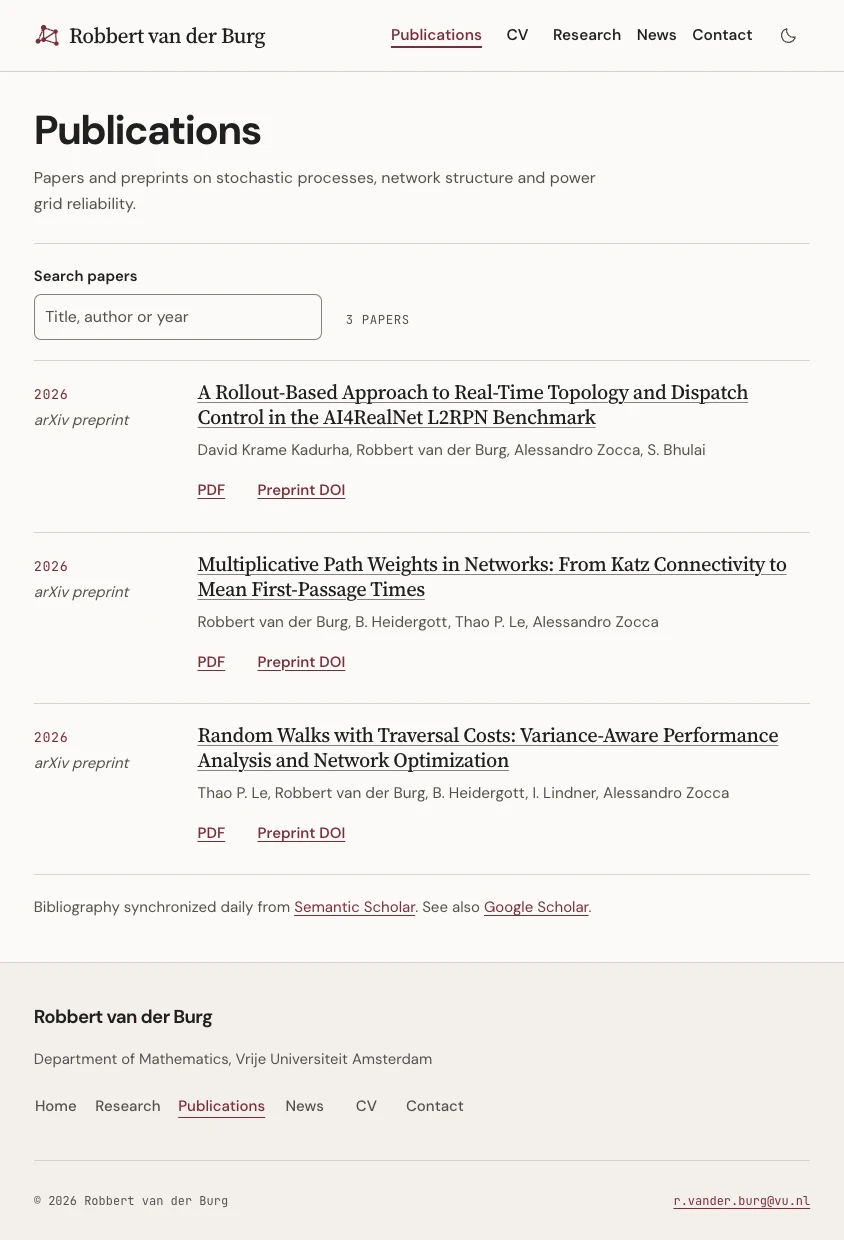 Robbert van der Burg
Publications CV Research News Contact
Publications
Papers and preprints on stochastic processes, network structure and power
grid reliability.
Search papers
Title, author or year
3 PAPERS
2026
arXiv preprint
A Rollout-Based Approach to Real-Time Topology and Dispatch
Control in the AI4RealNet L2RPN Benchmark
David Krame Kadurha, Robbert van der Burg, Alessandro Zocca, S. Bhulai
PDF Preprint DOI
2026
arXiv preprint
Multiplicative Path Weights in Networks: From Katz Connectivity to
Mean First-Passage Times
Robbert van der Burg, B. Heidergott, Thao P. Le, Alessandro Zocca
PDF Preprint DOI
2026
arXiv preprint
Random Walks with Traversal Costs: Variance-Aware Performance
Analysis and Network Optimization
Thao P. Le, Robbert van der Burg, B. Heidergott, I. Lindner, Alessandro Zocca
PDF Preprint DOI
Bibliography synchronized daily from Semantic Scholar. See also Google Scholar.
Robbert van der Burg
Department of Mathematics, Vrije Universiteit Amsterdam
Home Research Publications News CV Contact
© 2026 Robbert van der Burg
r.vander.burg@vu.nl